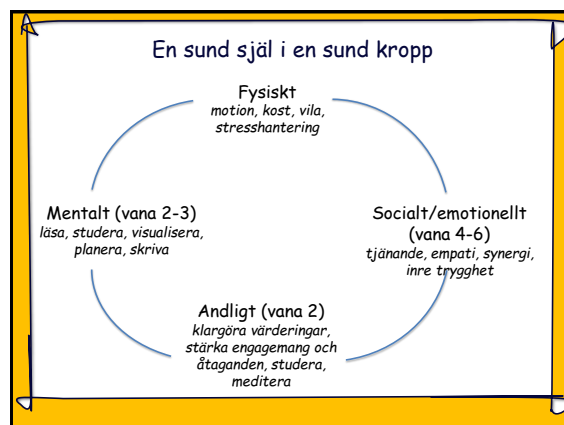 En sund själ i en sund kropp
Fysiskt
motion, kost, vila,
stresshantering
Mentalt (vana 2-3)
läsa, studera, visualisera,
planera, skriva
Socialt/emotionellt
(vana 4-6)
tjänande, empati, synergi,
inre trygghet
Andligt (vana 2)
klargöra värderingar,
stärka engagemang och
åtaganden, studera,
meditera